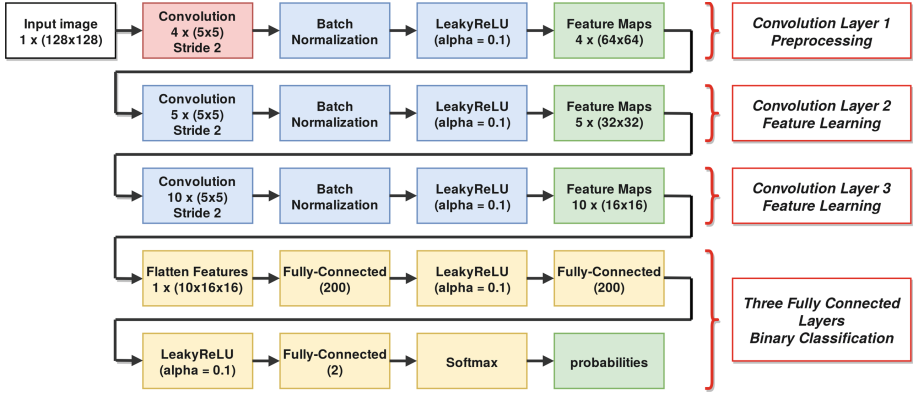 Input image
1 x (128x128)
Convolution
4 x (5x5)
Stride 2
Batch
Normalization
LeakyReLU
(alpha = 0.1)
Feature Maps
4 x (64x64)
Convolution Layer 1
Preprocessing
Convolution
5 x (5x5)
Stride 2
Batch
Normalization
LeakyReLU
(alpha = 0.1)
Feature Maps
5 x (32x32)
Convolution Layer 2
Feature Learning
Convolution
10 x (5x5)
Stride 2
Batch
Normalization
LeakyReLU
(alpha = 0.1)
Feature Maps
10 x (16x16)
Convolution Layer 3
Feature Learning
Flatten Features
1 x (10x16x16)
Fully-Connected
(200)
LeakyReLU
(alpha = 0.1)
Fully-Connected
(200)
LeakyReLU
(alpha = 0.1)
Fully-Connected
(2)
Softmax
probabilities
Three Fully Connected
Layers
Binary Classification